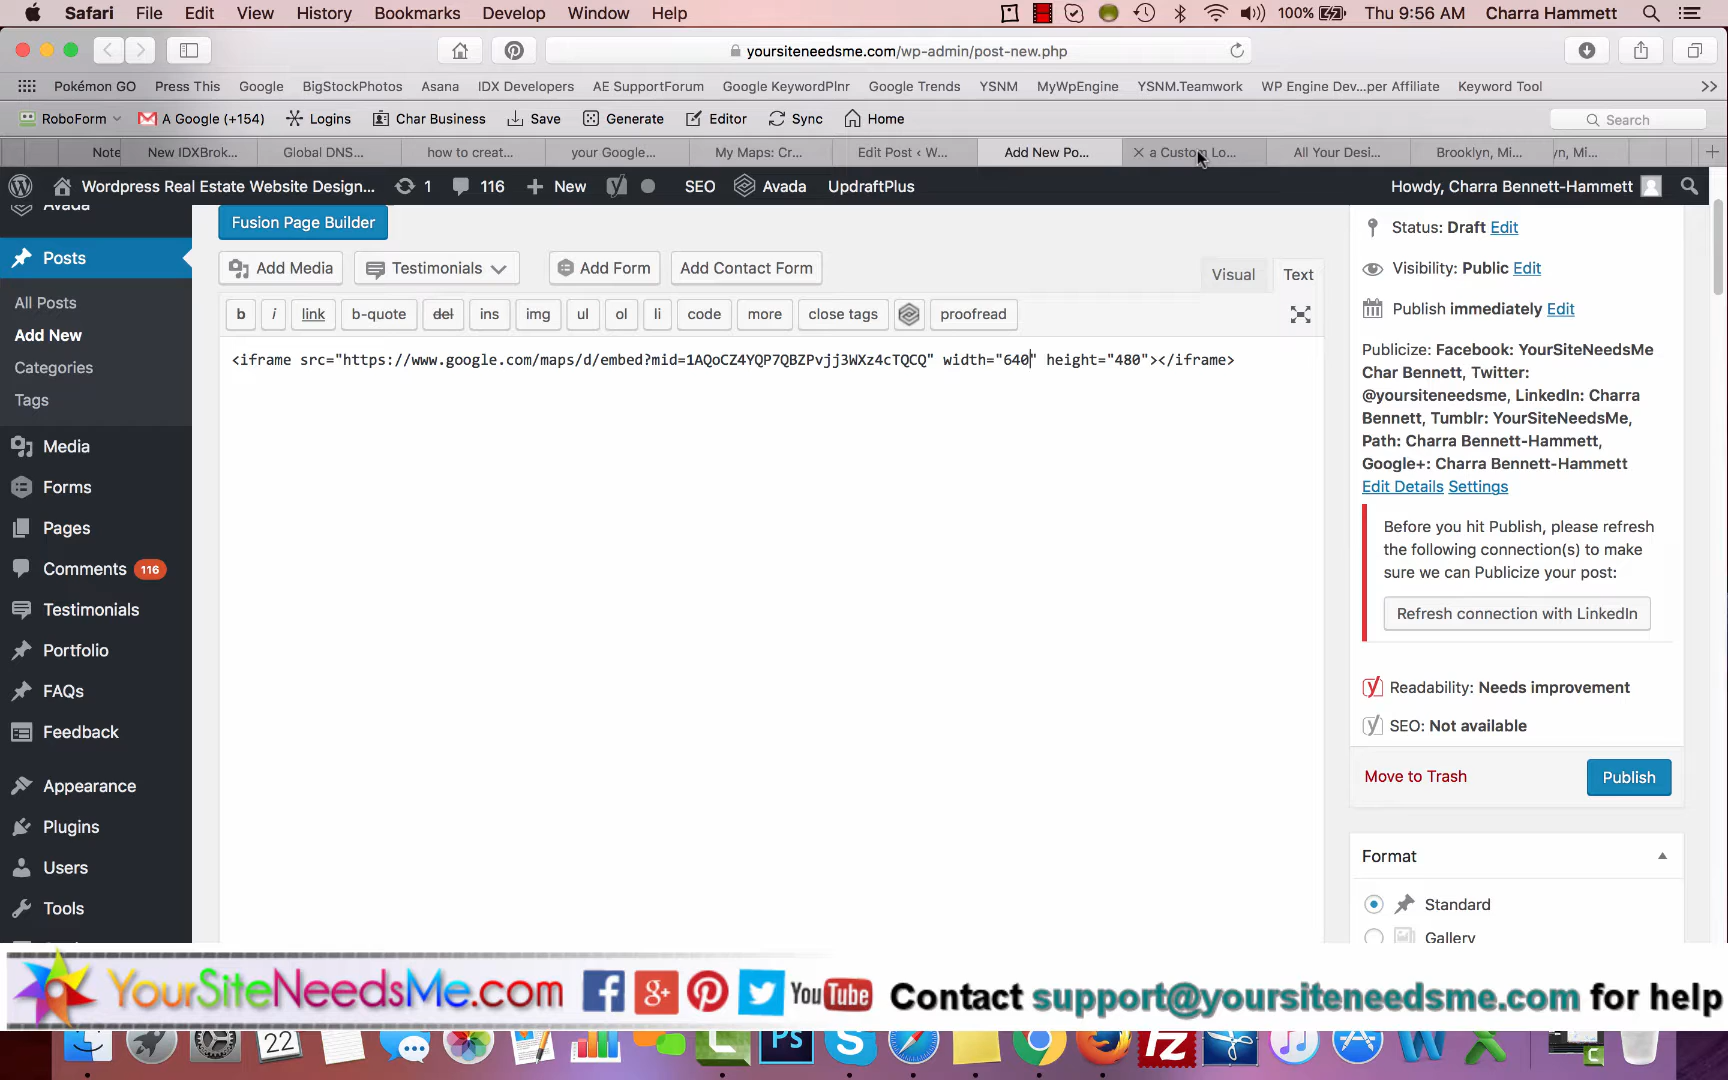 Safari File Edit View History Bookmarks Develop Window Help 100% Thu 9:56 AM Charra Hammett
yoursiteneedsme.com/wp-admin/post-new.php
Pokémon GO Press This Google BigStockPhotos Asana IDX Developers AE SupportForum Google KeywordPlnr Google Trends YSNM MyWpEngine YSNM.Teamwork WP Engine Dev...per Affiliate Keyword Tool >>
RoboForm A Google (+154) Logins Char Business Save Generate Editor Sync Home Search
Note New IDXBrok... Global DNS... how to creat... your Google... My Maps: Cr... Edit Post ‹ W... Add New Po... a Custom Lo... All Your Desi... Brooklyn, Mi... /n, Mi...
Wordpress Real Estate Website Design... 1 116 + New SEO Avada UpdraftPlus Howdy, Charra Bennett-Hammett
Avada
Posts
All Posts
Add New
Categories
Tags
Media
Forms
Pages
Comments 116
Testimonials
Portfolio
FAQs
Feedback
Appearance
Plugins
Users
Tools
Fusion Page Builder
Add Media Testimonials Add Form Add Contact Form Visual Text
b i link b-quote del ins img ul ol li code more close tags proofread
<iframe src="https://www.google.com/maps/d/embed?mid=1AQoCZ4YQP7QBZPvjj3WXz4cTQCQ" width="640" height="480"></iframe>
Status: Draft Edit
Visibility: Public Edit
Publish immediately Edit
Publicize: Facebook: YourSiteNeedsMe
Char Bennett, Twitter:
@yoursiteneedsme, LinkedIn: Charra
Bennett, Tumblr: YourSiteNeedsMe,
Path: Charra Bennett-Hammett,
Google+: Charra Bennett-Hammett
Edit Details Settings
Before you hit Publish, please refresh
the following connection(s) to make
sure we can Publicize your post:
Refresh connection with LinkedIn
Readability: Needs improvement
SEO: Not available
Move to Trash Publish
Format
Standard
Gallery
YourSiteNeedsMe.com f g+ You Tube Contact support@yoursiteneedsme.com for help
22 Ps S FZ W X C